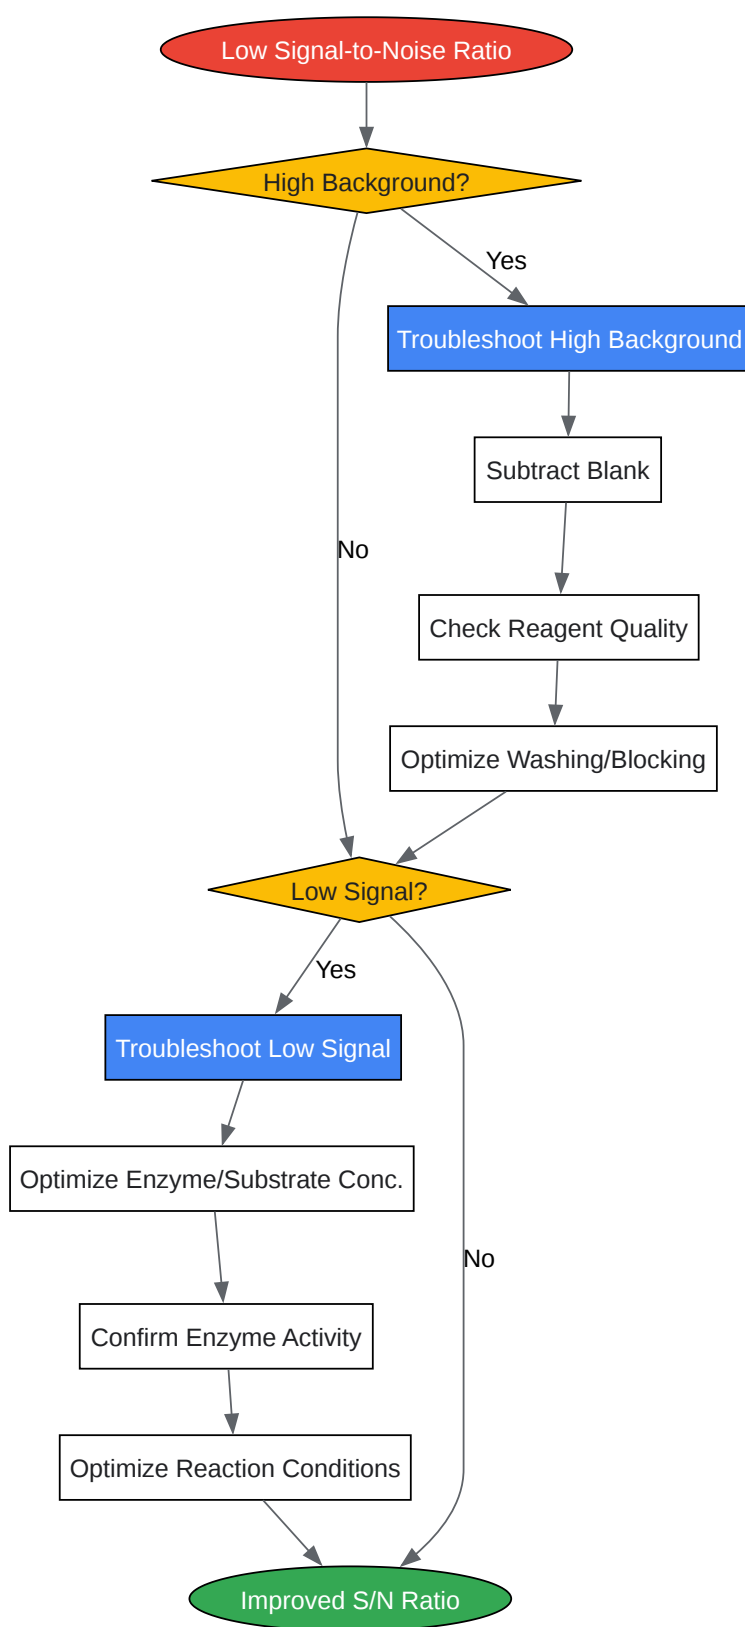 Low Signal-to-Noise Ratio
High Background?
Yes
Troubleshoot High Background
Subtract Blank
No
Check Reagent Quality
Optimize Washing/Blocking
Low Signal?
Yes
Troubleshoot Low Signal
Optimize Enzyme/Substrate Conc.
No
Confirm Enzyme Activity
Optimize Reaction Conditions
Improved S/N Ratio